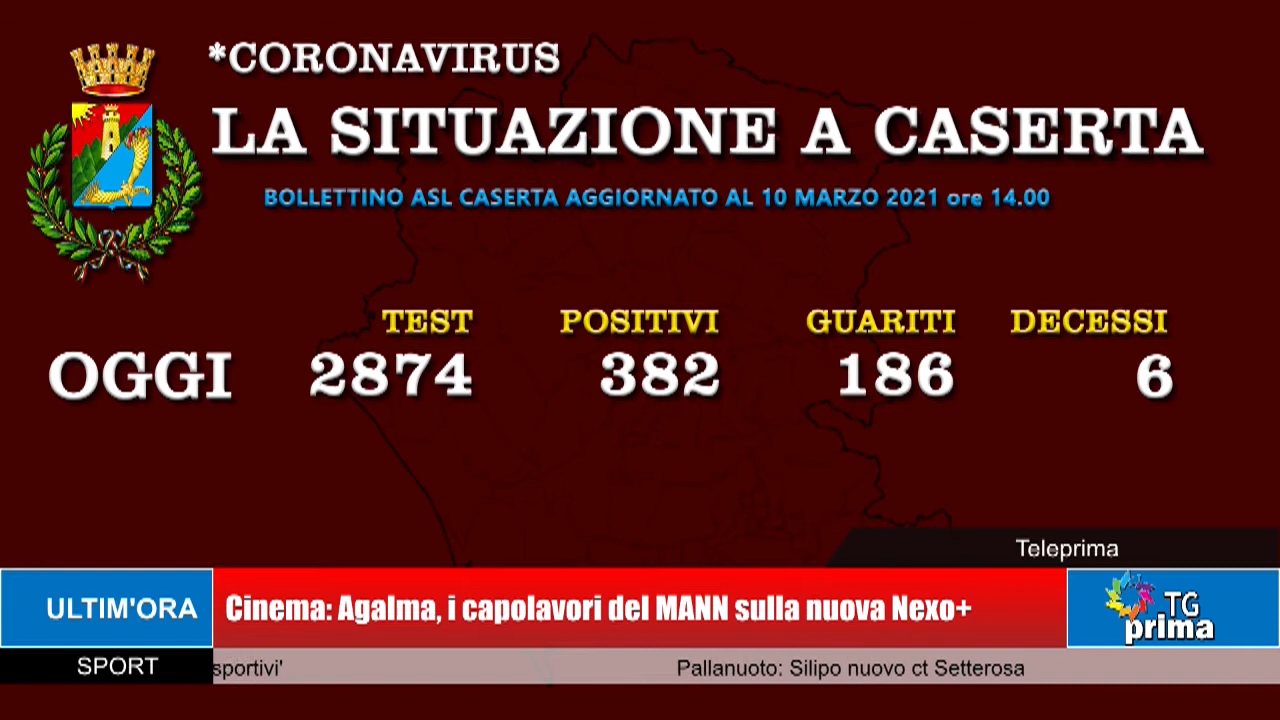 *CORONAVIRUS
LA SITUAZIONE A CASERTA
BOLLETTINO ASL CASERTA AGGIORNATO AL 10 MARZO 2021 ore 14.00
TEST POSITIVI GUARITI DECESSI
OGGI 2874 382 186 6
Teleprima
ULTIM'ORA Cinema: Agalma, i capolavori del MANN sulla nuova Nexo+
TG prima
SPORT sportivi' Pallanuoto: Silipo nuovo ct Setterosa